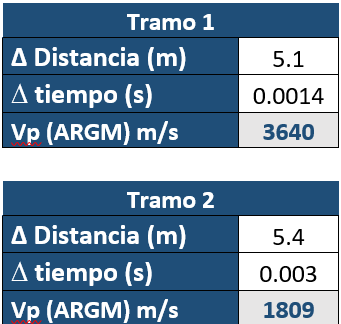 Tramo 1
Δ Distancia (m) 5.1
Δ tiempo (s) 0.0014
Vp (ARGM) m/s 3640
Tramo 2
Δ Distancia (m) 5.4
Δ tiempo (s) 0.003
Vp (ARGM) m/s 1809